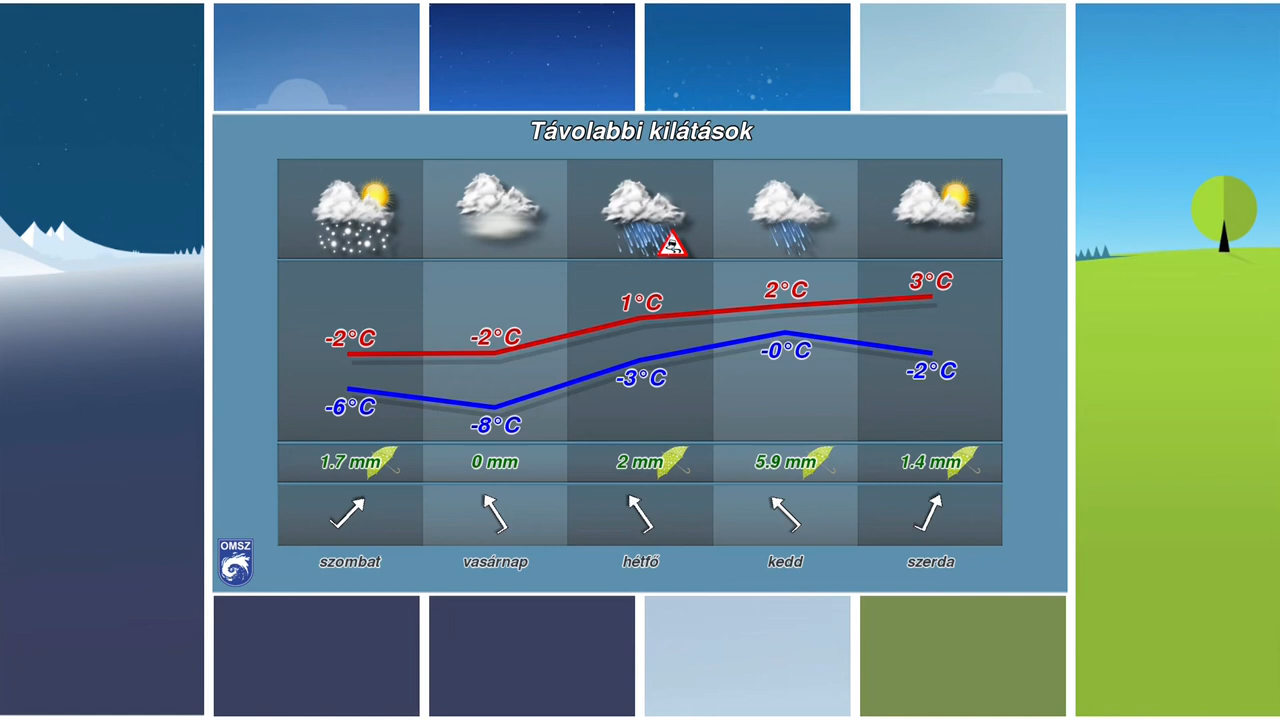 Távolabbi kilátások
-2°C -2°C 1°C 2°C 3°C
-6°C -8°C -3°C -0°C -2°C
1.7 mm 0 mm 2 mm 5.9 mm 1.4 mm
OMSZ
szombat vasárnap hétfő kedd szerda